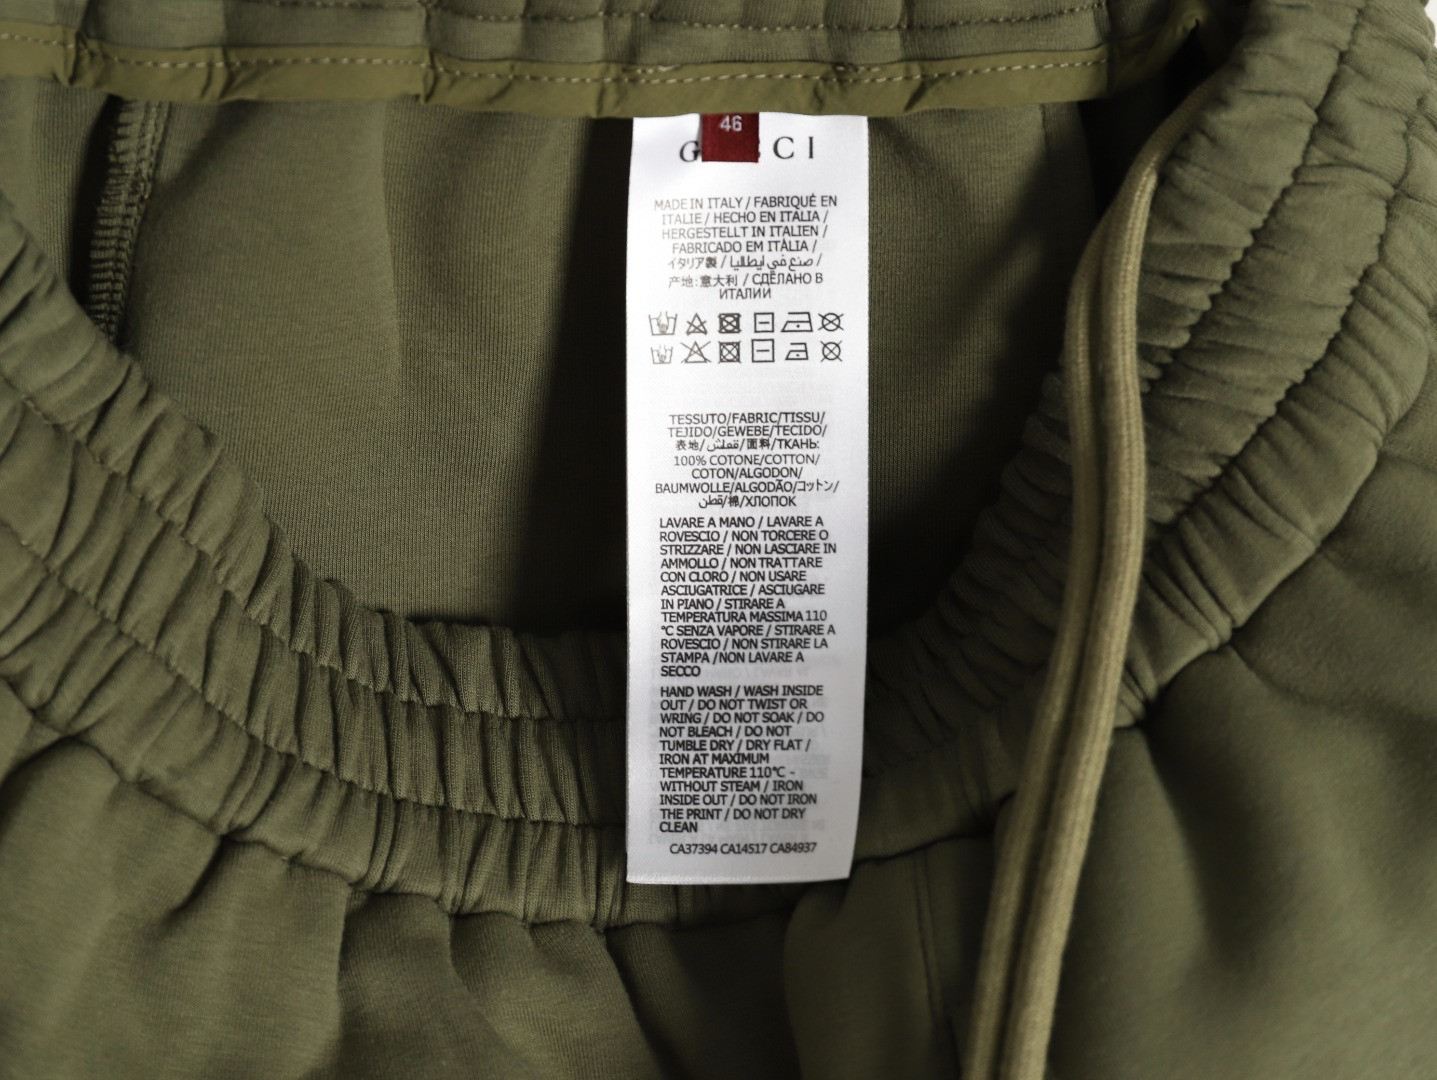 46
G CI
MADE IN ITALY / FABRIQUÉ EN
ITALIE / HECHO EN ITALIA /
HERGESTELLT IN ITALIEN /
FABRICADO EM ITÀLIA /
イタリア製 / صنع في ايطاليا /
产地:意大利 / СДЕЛАНО В
ИТАЛИИ
TESSUTO/FABRIC/TISSU/
TEJIDO/GEWEBE/TECIDO/
表地/قماش/面料/ТКАНЬ:
100% COTONE/COTTON/
COTON/ALGODON/
BAUMWOLLE/ALGODÃO/コットン/
قطن/棉/ХЛОПОК
LAVARE A MANO / LAVARE A
ROVESCIO / NON TORCERE O
STRIZZARE / NON LASCIARE IN
AMMOLLO / NON TRATTARE
CON CLORO / NON USARE
ASCIUGATRICE / ASCIUGARE
IN PIANO / STIRARE A
TEMPERATURA MASSIMA 110
°C SENZA VAPORE / STIRARE A
ROVESCIO / NON STIRARE LA
STAMPA /NON LAVARE A
SECCO
HAND WASH / WASH INSIDE
OUT / DO NOT TWIST OR
WRING / DO NOT SOAK / DO
NOT BLEACH / DO NOT
TUMBLE DRY / DRY FLAT /
IRON AT MAXIMUM
TEMPERATURE 110°C -
WITHOUT STEAM / IRON
INSIDE OUT / DO NOT IRON
THE PRINT / DO NOT DRY
CLEAN
CA37394 CA14517 CA84937